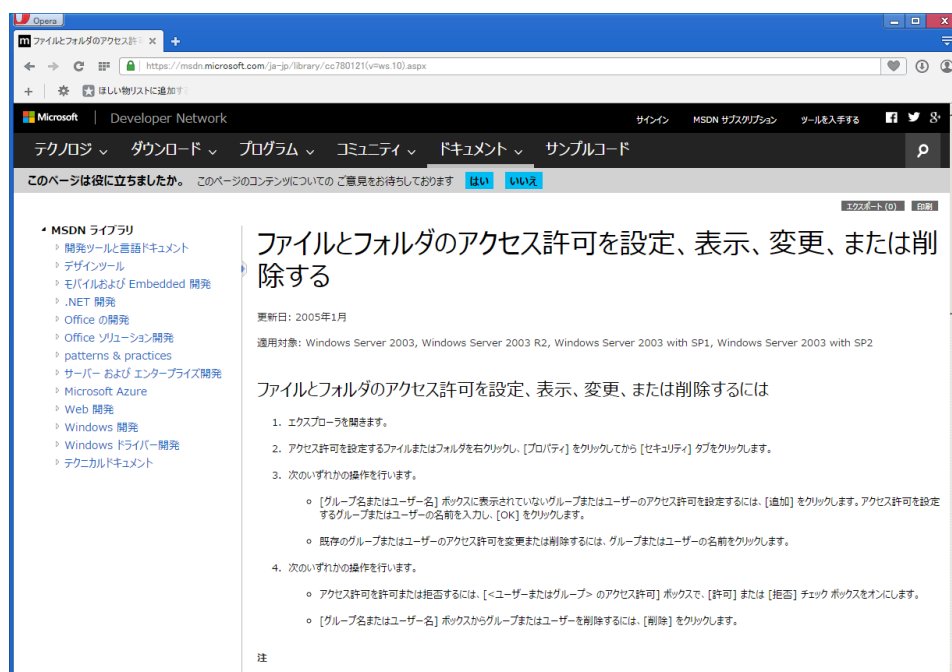 Opera
ファイルとフォルダのアクセス許
https://msdn.microsoft.com/ja-jp/library/cc780121(v=ws.10).aspx
ほしい物リストに追加す
Microsoft Developer Network
サインイン MSDN サブスクリプション ツールを入手する
テクノロジ ダウンロード プログラム コミュニティ ドキュメント サンプルコード
このページは役に立ちましたか。 このページのコンテンツについての ご意見をお待ちしております はい いいえ
エクスポート (0) 印刷
MSDN ライブラリ
開発ツールと言語ドキュメント
デザインツール
モバイルおよび Embedded 開発
.NET 開発
Office の開発
Office ソリューション開発
patterns & practices
サーバー および エンタープライズ開発
Microsoft Azure
Web 開発
Windows 開発
Windows ドライバー開発
テクニカルドキュメント
ファイルとフォルダのアクセス許可を設定、表示、変更、または削
除する
更新日: 2005年1月
適用対象: Windows Server 2003, Windows Server 2003 R2, Windows Server 2003 with SP1, Windows Server 2003 with SP2
ファイルとフォルダのアクセス許可を設定、表示、変更、または削除するには
1. エクスプローラを開きます。
2. アクセス許可を設定するファイルまたはフォルダを右クリックし、[プロパティ] をクリックしてから [セキュリティ] タブをクリックします。
3. 次のいずれかの操作を行います。
[グループ名またはユーザー名] ボックスに表示されていないグループまたはユーザーのアクセス許可を設定するには、[追加] をクリックします。アクセス許可を設定
するグループまたはユーザーの名前を入力し、[OK] をクリックします。
既存のグループまたはユーザーのアクセス許可を変更または削除するには、グループまたはユーザーの名前をクリックします。
4. 次のいずれかの操作を行います。
アクセス許可を許可または拒否するには、[<ユーザーまたはグループ> のアクセス許可] ボックスで、[許可] または [拒否] チェック ボックスをオンにします。
[グループ名またはユーザー名] ボックスからグループまたはユーザーを削除するには、[削除] をクリックします。
注